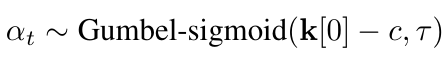 α_t ∼ Gumbel-sigmoid(𝐤[0] − c, τ)